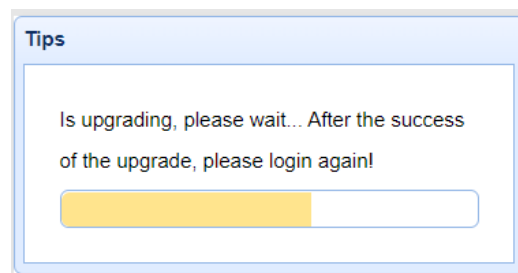 Tips
Is upgrading, please wait... After the success
of the upgrade, please login again!